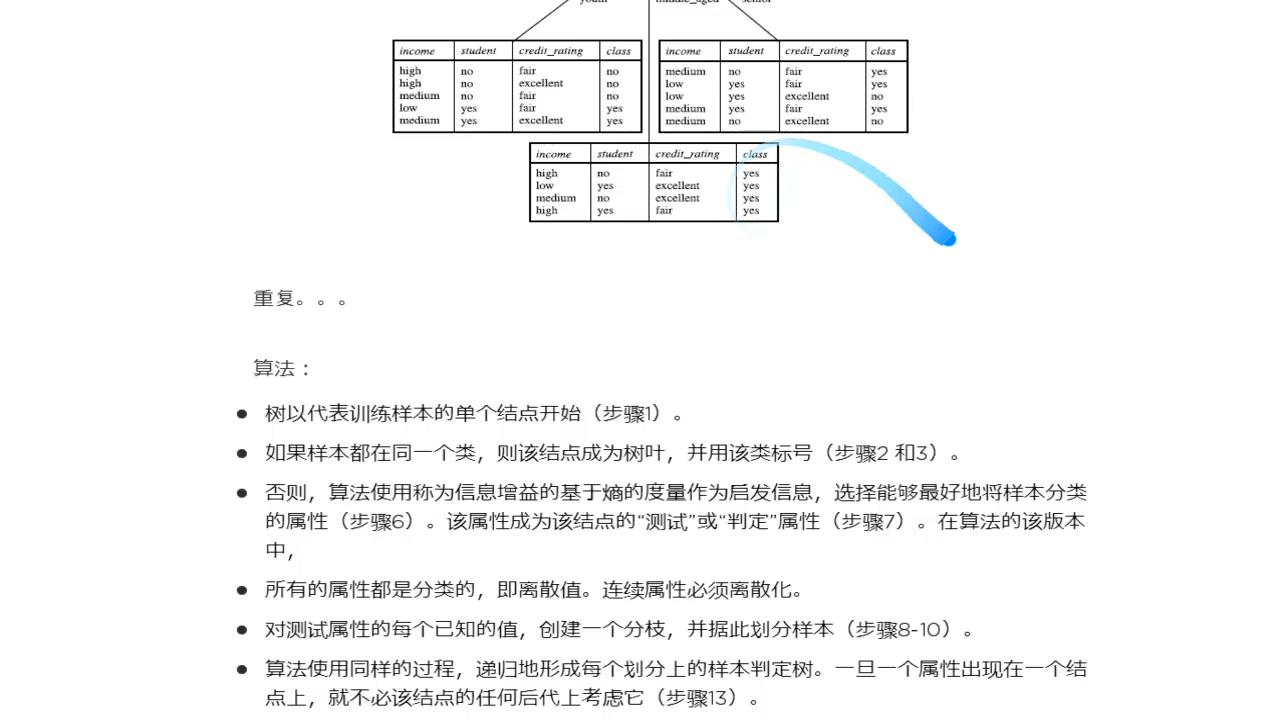 youth middle_aged senior
income student credit_rating class
high no fair no
high no excellent no
medium no fair no
low yes fair yes
medium yes excellent yes
income student credit_rating class
medium no fair yes
low yes fair yes
low yes excellent no
medium yes fair yes
medium no excellent no
income student credit_rating class
high no fair yes
low yes excellent yes
medium no excellent yes
high yes fair yes
重复。。。
算法：
树以代表训练样本的单个结点开始（步骤1）。
如果样本都在同一个类，则该结点成为树叶，并用该类标号（步骤2 和3）。
否则，算法使用称为信息增益的基于熵的度量作为启发信息，选择能够最好地将样本分类
的属性（步骤6）。该属性成为该结点的“测试”或“判定”属性（步骤7）。在算法的该版本
中，
所有的属性都是分类的，即离散值。连续属性必须离散化。
对测试属性的每个已知的值，创建一个分枝，并据此划分样本（步骤8-10）。
算法使用同样的过程，递归地形成每个划分上的样本判定树。一旦一个属性出现在一个结
点上，就不必该结点的任何后代上考虑它（步骤13）。